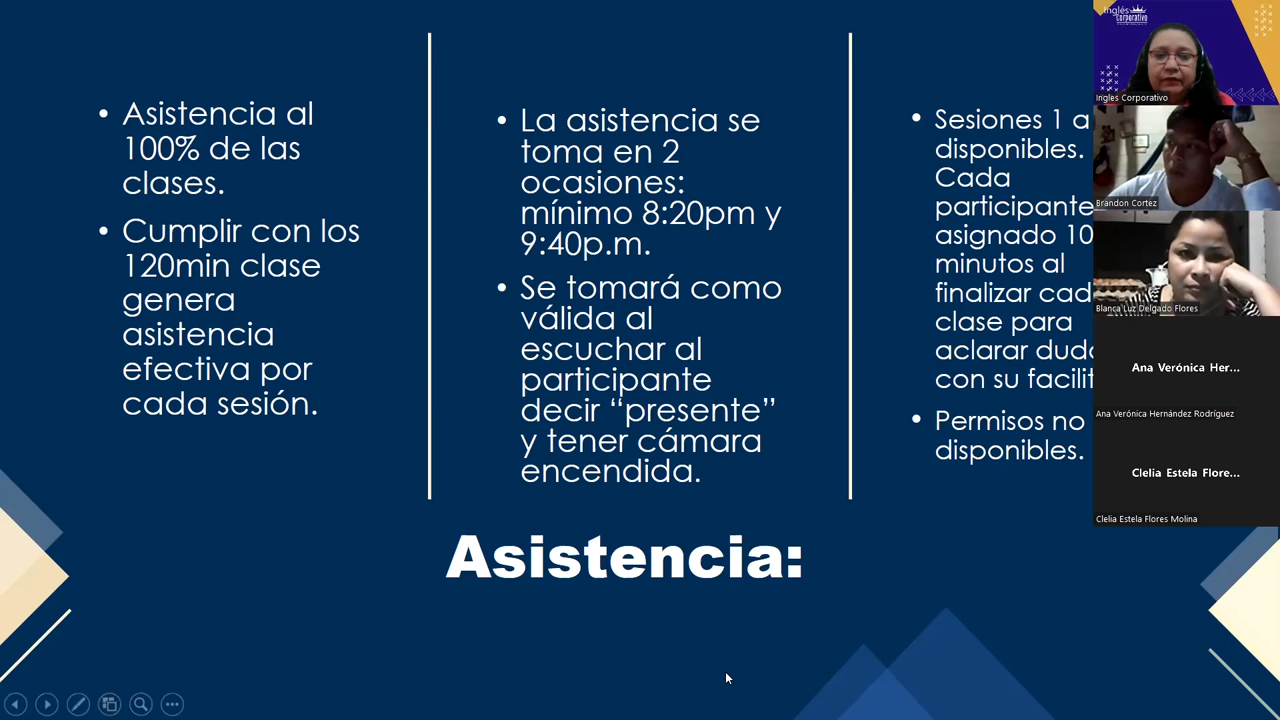 • Asistencia al
100% de las
clases.
• Cumplir con los
120min clase
genera
asistencia
efectiva por
cada sesión.
• La asistencia se
toma en 2
ocasiones:
mínimo 8:20pm y
9:40p.m.
• Se tomará como
válida al
escuchar al
participante
decir “presente”
y tener cámara
encendida.
• Sesiones 1 a
disponibles.
Cada
participante
asignado 10
minutos al
finalizar cad
clase para
aclarar dud
con su facilit
• Permisos no
disponibles.
Asistencia:
Inglés
Corporativo
Ingles Corporativo
Brandon Cortez
Blanca Luz Delgado Flores
Ana Verónica Her...
Ana Verónica Hernández Rodríguez
Clelia Estela Flore...
Clelia Estela Flores Molina